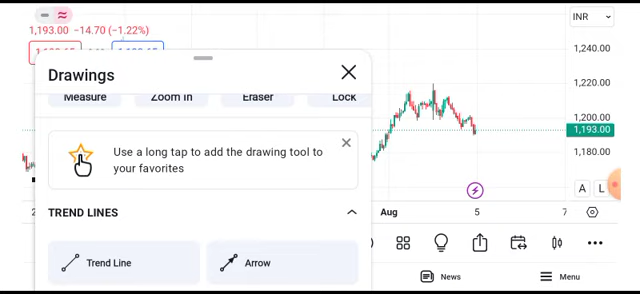 INR
1,193.00 −14.70 (−1.22%)
1,240.00
Drawings
1,220.00
Measure
Zoom In
Eraser
Lock
1,200.00
1,193.00
Use a long tap to add the drawing tool to
your favorites
1,180.00
A
L
TREND LINES
Aug
5
7
Trend Line
Arrow
News
Menu